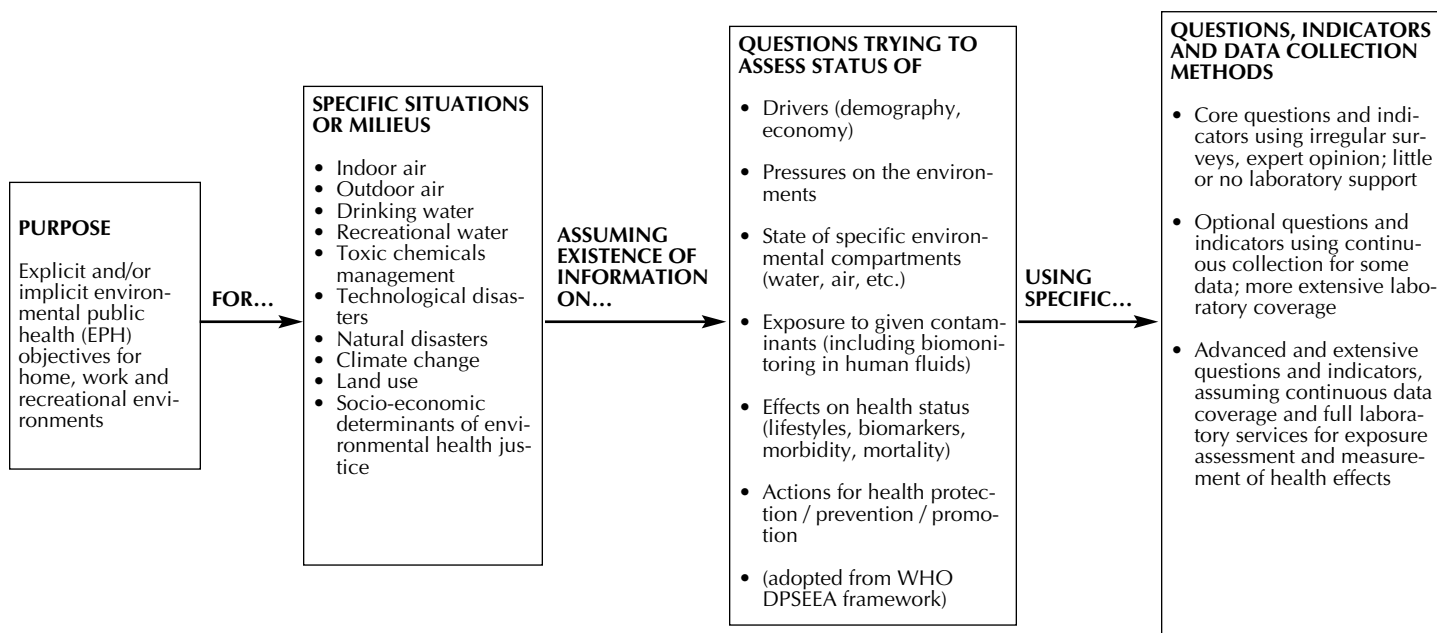 PURPOSE
Explicit and/or
implicit environ-
mental public
health (EPH)
objectives for
home, work and
recreational envi-
ronments
FOR…
SPECIFIC SITUATIONS
OR MILIEUS
• Indoor air
• Outdoor air
• Drinking water
• Recreational water
• Toxic chemicals
management
• Technological disas-
ters
• Natural disasters
• Climate change
• Land use
• Socio-economic
determinants of envi-
ronmental health jus-
tice
ASSUMING
EXISTENCE OF
INFORMATION
ON…
QUESTIONS TRYING TO
ASSESS STATUS OF
• Drivers (demography,
economy)
• Pressures on the environ-
ments
• State of specific environ-
mental compartments
(water, air, etc.)
• Exposure to given contam-
inants (including biomoni-
toring in human fluids)
• Effects on health status
(lifestyles, biomarkers,
morbidity, mortality)
• Actions for health protec-
tion / prevention / promo-
tion
• (adopted from WHO
DPSEEA framework)
USING
SPECIFIC…
QUESTIONS, INDICATORS
AND DATA COLLECTION
METHODS
• Core questions and indi-
cators using irregular sur-
veys, expert opinion; little
or no laboratory support
• Optional questions and
indicators using continu-
ous collection for some
data; more extensive labo-
ratory coverage
• Advanced and extensive
questions and indicators,
assuming continuous data
coverage and full labora-
tory services for exposure
assessment and measure-
ment of health effects